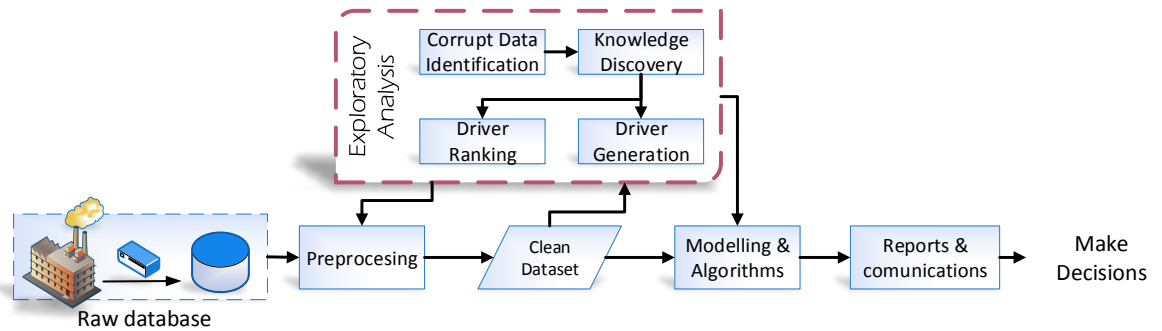 Exploratory
Analysis
Corrupt Data
Identification
Knowledge
Discovery
Driver
Ranking
Driver
Generation
Raw database
Preprocesing
Clean
Dataset
Modelling &
Algorithms
Reports &
comunications
Make
Decisions